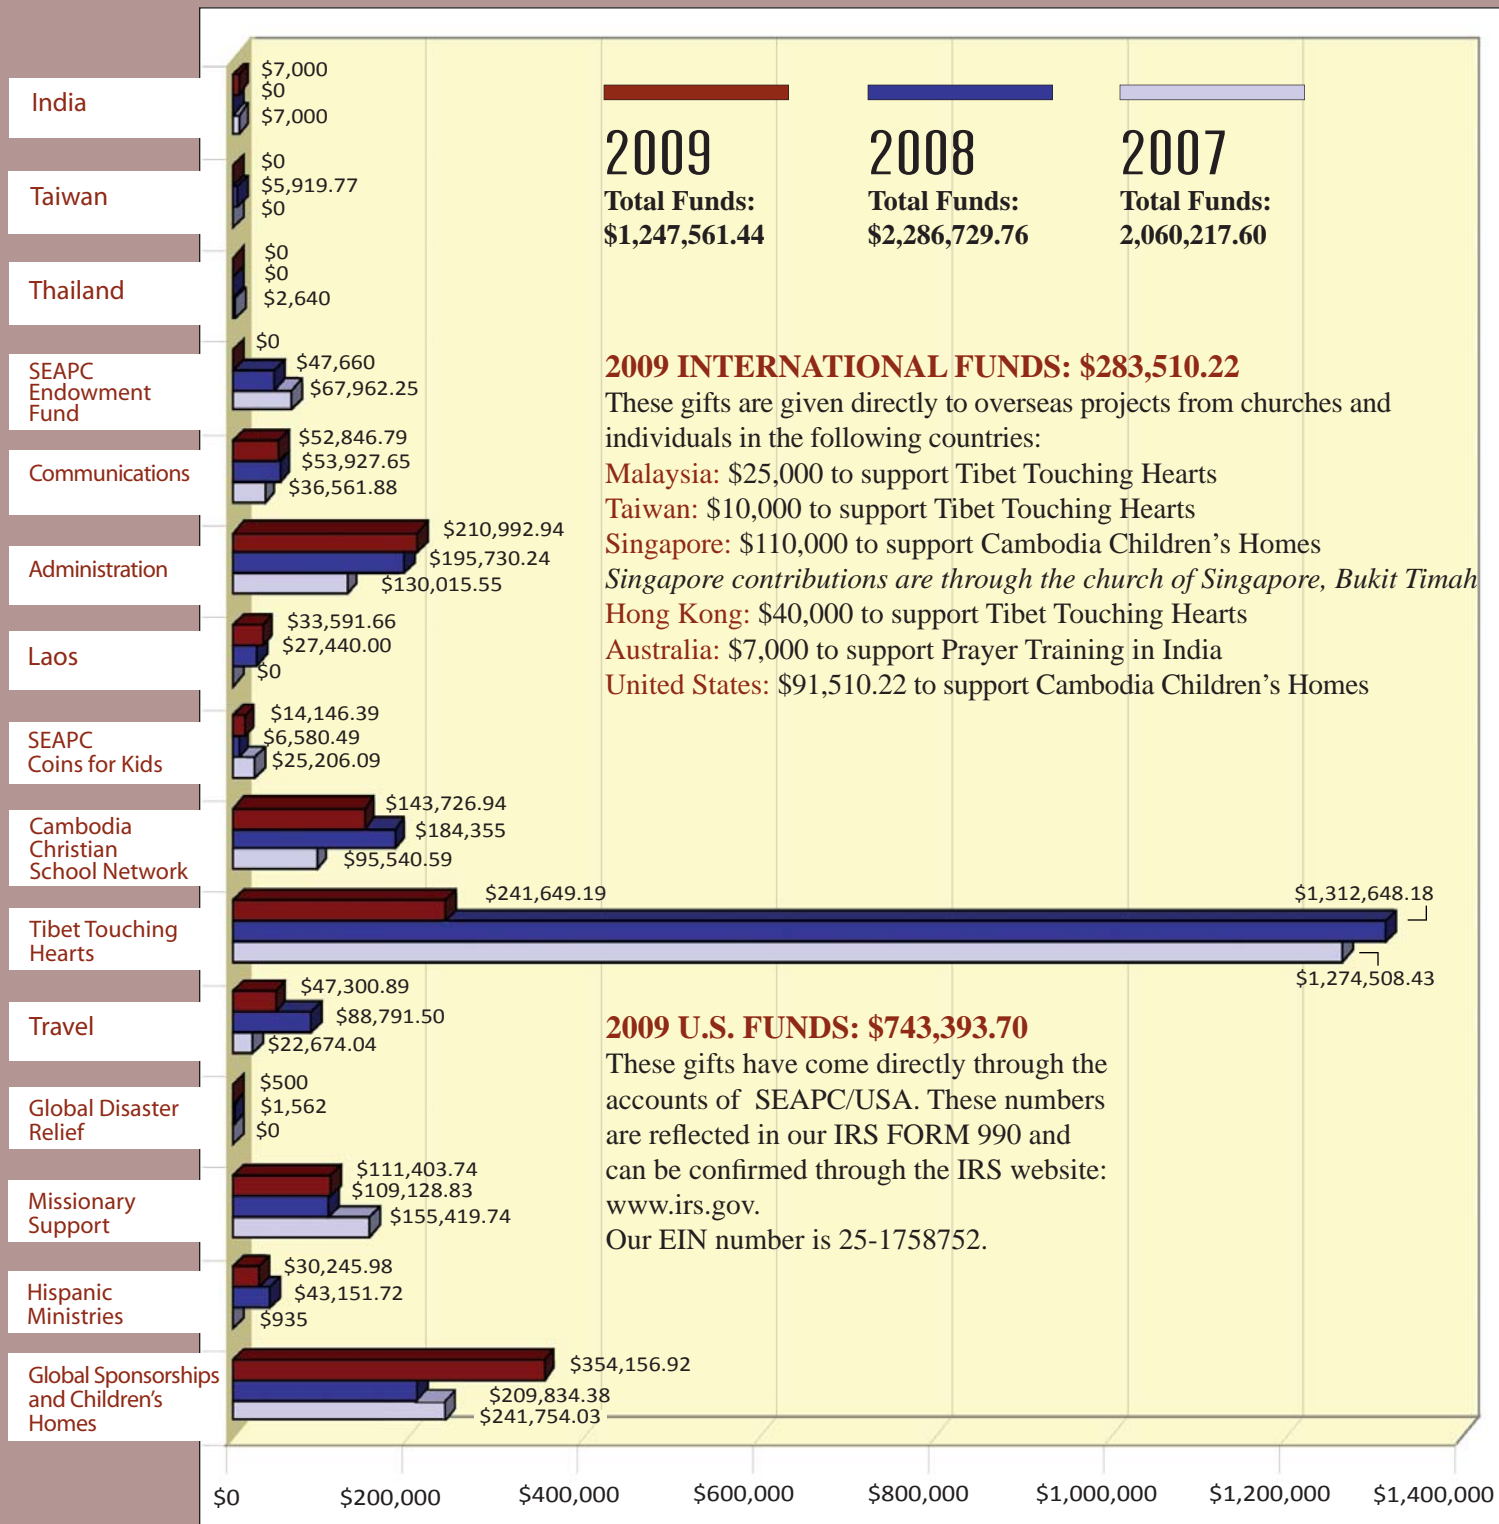 India
$7,000
$0
$7,000
Taiwan
$0
$5,919.77
$0
Thailand
$0
$0
$2,640
SEAPC
Endowment
Fund
$0
$47,660
$67,962.25
Communications
$52,846.79
$53,927.65
$36,561.88
Administration
$210,992.94
$195,730.24
$130,015.55
Laos
$33,591.66
$27,440.00
$0
SEAPC
Coins for Kids
$14,146.39
$6,580.49
$25,206.09
Cambodia
Christian
School Network
$143,726.94
$184,355
$95,540.59
Tibet Touching
Hearts
$241,649.19
$1,312,648.18
$1,274,508.43
Travel
$47,300.89
$88,791.50
$22,674.04
Global Disaster
Relief
$500
$1,562
$0
Missionary
Support
$111,403.74
$109,128.83
$155,419.74
Hispanic
Ministries
$30,245.98
$43,151.72
$935
Global Sponsorships
and Children's
Homes
$354,156.92
$209,834.38
$241,754.03
2009
Total Funds:
$1,247,561.44
2008
Total Funds:
$2,286,729.76
2007
Total Funds:
2,060,217.60
2009 INTERNATIONAL FUNDS: $283,510.22
These gifts are given directly to overseas projects from churches and
individuals in the following countries:
Malaysia: $25,000 to support Tibet Touching Hearts
Taiwan: $10,000 to support Tibet Touching Hearts
Singapore: $110,000 to support Cambodia Children's Homes
Singapore contributions are through the church of Singapore, Bukit Timah
Hong Kong: $40,000 to support Tibet Touching Hearts
Australia: $7,000 to support Prayer Training in India
United States: $91,510.22 to support Cambodia Children's Homes
2009 U.S. FUNDS: $743,393.70
These gifts have come directly through the
accounts of SEAPC/USA. These numbers
are reflected in our IRS FORM 990 and
can be confirmed through the IRS website:
www.irs.gov.
Our EIN number is 25-1758752.
$0
$200,000
$400,000
$600,000
$800,000
$1,000,000
$1,200,000
$1,400,000